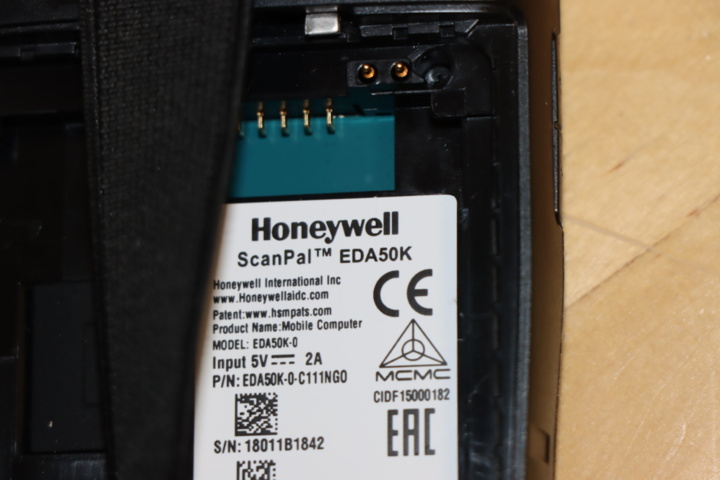 Honeywell
ScanPal™ EDA50K
Honeywell International Inc
www.Honeywellaidc.com
Patent:www.hsmpats.com
Product Name:Mobile Computer
MODEL: EDA50K-0
Input 5V⎓ 2A
P/N: EDA50K-0-C111NG0
S/N: 18011B1842
CE
MCMC
CIDF15000182
EAC